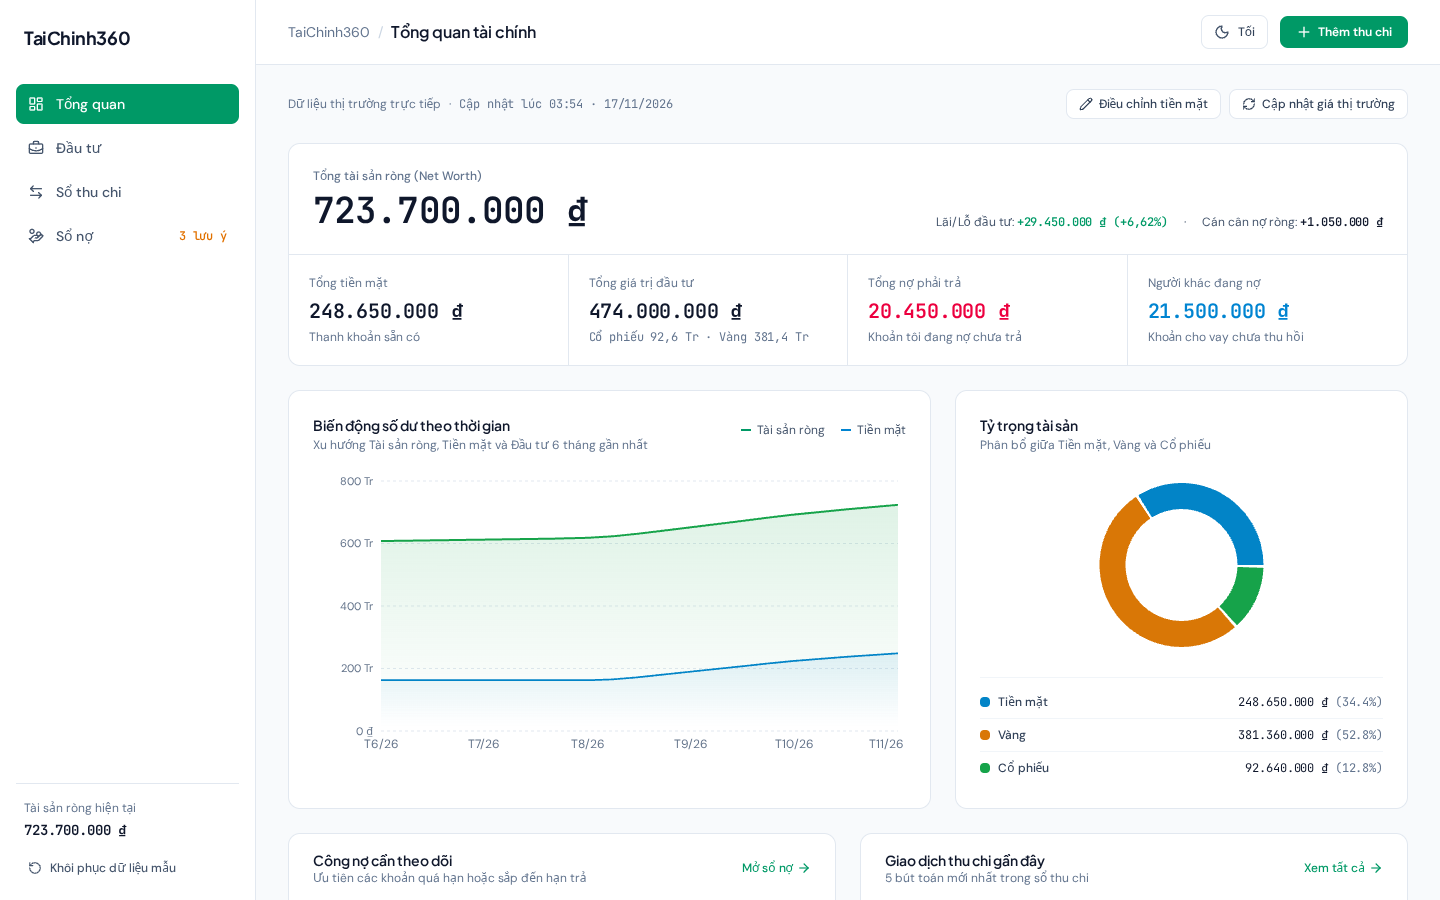 TaiChinh360
Tổng quan
Đầu tư
Sổ thu chi
Sổ nợ 3 lưu ý
Tài sản ròng hiện tại
723.700.000 ₫
Khôi phục dữ liệu mẫu
TaiChinh360 / Tổng quan tài chính
Tối
Thêm thu chi
Dữ liệu thị trường trực tiếp · Cập nhật lúc 03:54 · 17/11/2026
Điều chỉnh tiền mặt
Cập nhật giá thị trường
Tổng tài sản ròng (Net Worth)
723.700.000 ₫
Lãi/Lỗ đầu tư: +29.450.000 ₫ (+6,62%) · Cán cân nợ ròng: +1.050.000 ₫
Tổng tiền mặt
248.650.000 ₫
Thanh khoản sẵn có
Tổng giá trị đầu tư
474.000.000 ₫
Cổ phiếu 92,6 Tr · Vàng 381,4 Tr
Tổng nợ phải trả
20.450.000 ₫
Khoản tôi đang nợ chưa trả
Người khác đang nợ
21.500.000 ₫
Khoản cho vay chưa thu hồi
Biến động số dư theo thời gian
Xu hướng Tài sản ròng, Tiền mặt và Đầu tư 6 tháng gần nhất
Tài sản ròng
Tiền mặt
800 Tr
600 Tr
400 Tr
200 Tr
0 ₫
T6/26 T7/26 T8/26 T9/26 T10/26 T11/26
Tỷ trọng tài sản
Phân bổ giữa Tiền mặt, Vàng và Cổ phiếu
Tiền mặt 248.650.000 ₫ (34.4%)
Vàng 381.360.000 ₫ (52.8%)
Cổ phiếu 92.640.000 ₫ (12.8%)
Công nợ cần theo dõi
Ưu tiên các khoản quá hạn hoặc sắp đến hạn trả
Mở sổ nợ →
Giao dịch thu chi gần đây
5 bút toán mới nhất trong sổ thu chi
Xem tất cả →